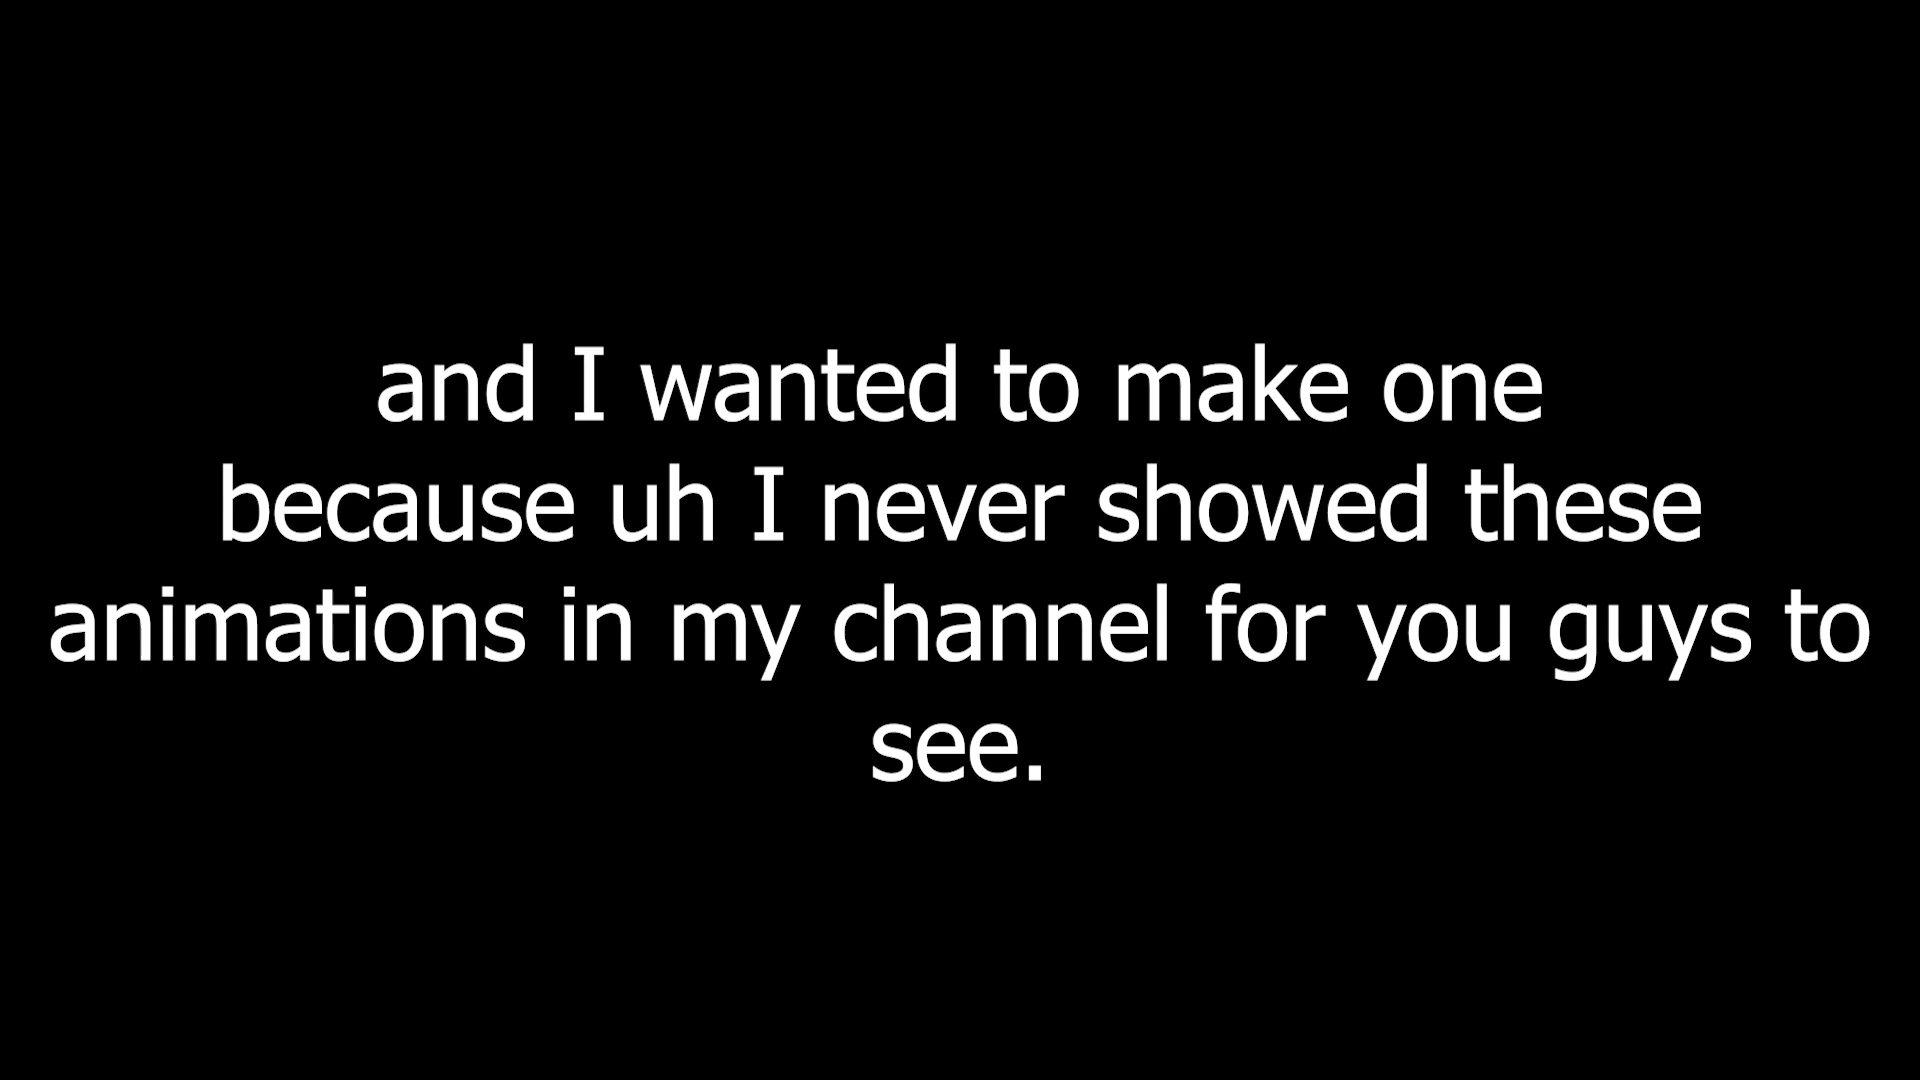 and I wanted to make one
because uh I never showed these
animations in my channel for you guys to
see.